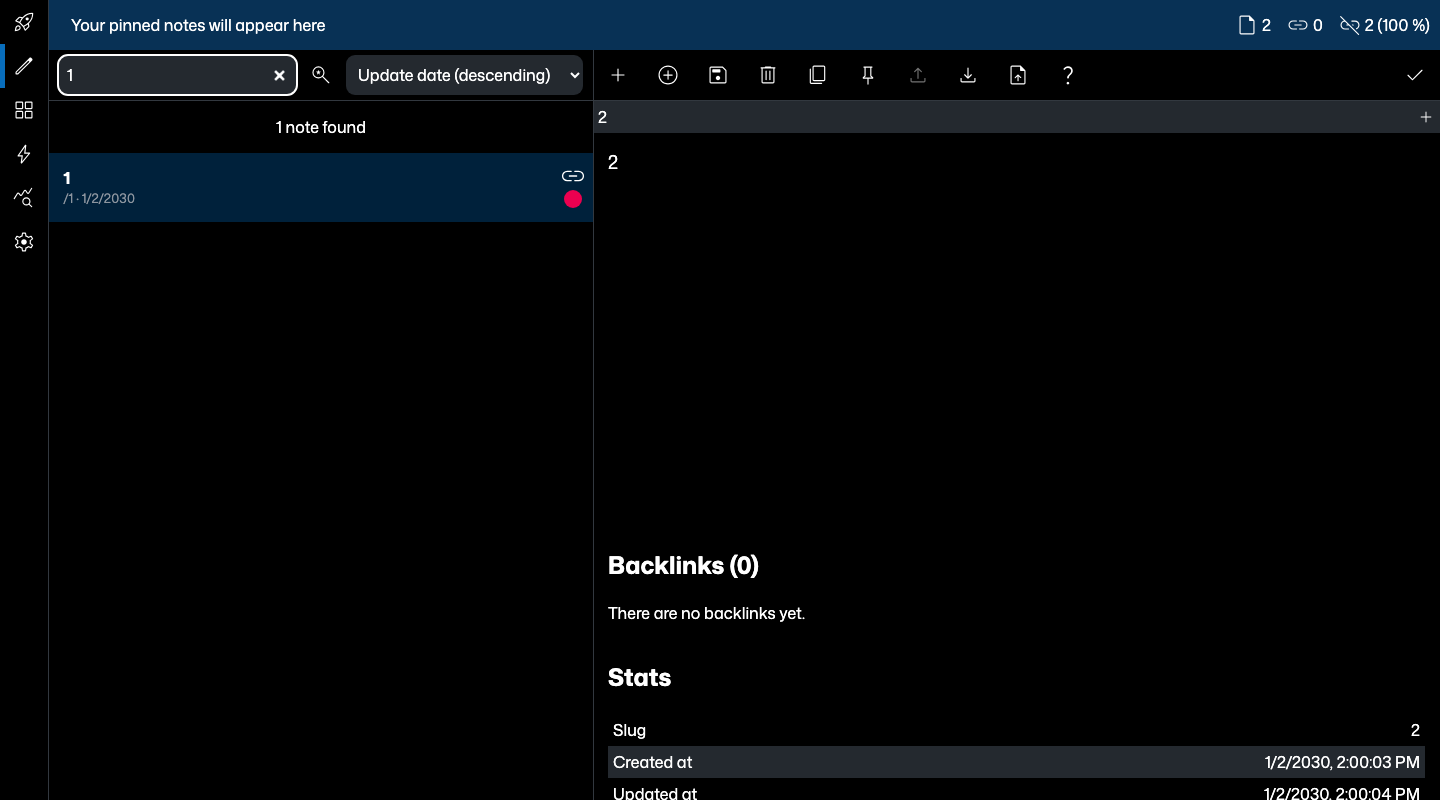 Your pinned notes will appear here
2
0
2 (100 %)
1
Update date (descending)
1 note found
1
/1 · 1/2/2030
2
2
Backlinks (0)
There are no backlinks yet.
Stats
Slug 2
Created at 1/2/2030, 2:00:03 PM
Updated at 1/2/2030, 2:00:04 PM